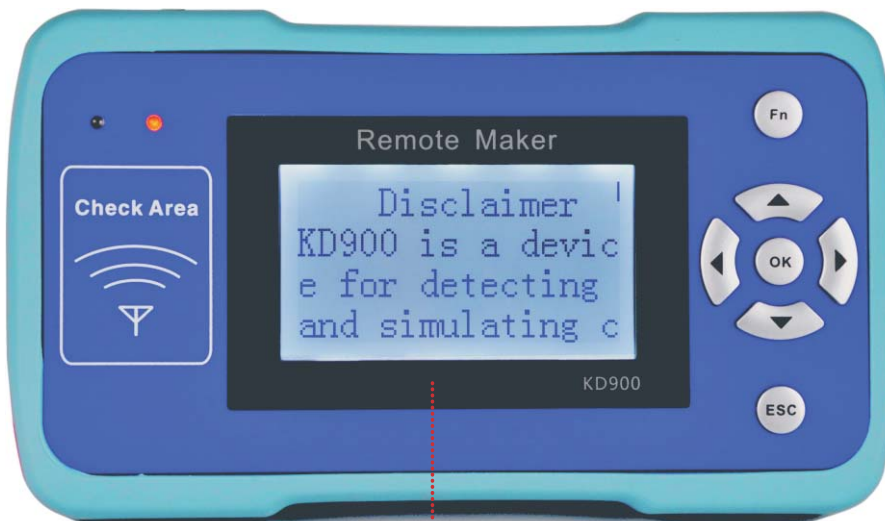 Remote Maker
Fn
Check Area
Disclaimer
KD900 is a devic
e for detecting
and simulating c
OK
KD900
ESC